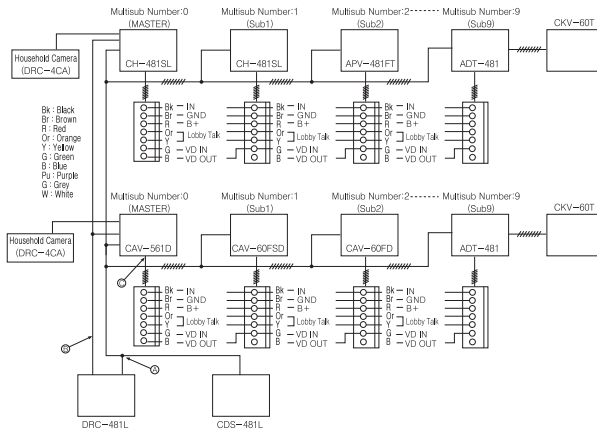 Multisub Number:0 Multisub Number:1 Multisub Number:2------ Multisub Number:9
(MASTER) (Sub1) (Sub2) (Sub9) CKV-60T
Household Camera
(DRC-4CA)
CH-481SL CH-481SL APV-481FT ADT-481
Bk : Black
Br : Brown
R : Red
Or : Orange
Y : Yellow
G : Green
B : Blue
Pu : Purple
G : Grey
W : White
Bk - IN Bk - IN Bk - IN
Br - GND Br - GND Br - GND
R - B+ R - B+ R - B+
Or Lobby Talk Or Lobby Talk Or Lobby Talk
Y Y Y
G - VD IN G - VD IN G - VD IN
B - VD OUT B - VD OUT B - VD OUT
Multisub Number:0 Multisub Number:1 Multisub Number:2------ Multisub Number:9
(MASTER) (Sub1) (Sub2) (Sub9) CKV-60T
Household Camera
(DRC-4CA)
CAV-561D CAV-60FSD CAV-60FD ADT-481
C
Bk - IN Bk - IN Bk - IN
Br - GND Br - GND Br - GND
R - B+ R - B+ R - B+
Or Lobby Talk Or Lobby Talk Or Lobby Talk
Y Y Y
G - VD IN G - VD IN G - VD IN
B - VD OUT B - VD OUT B - VD OUT
B
A
DRC-481L CDS-481L